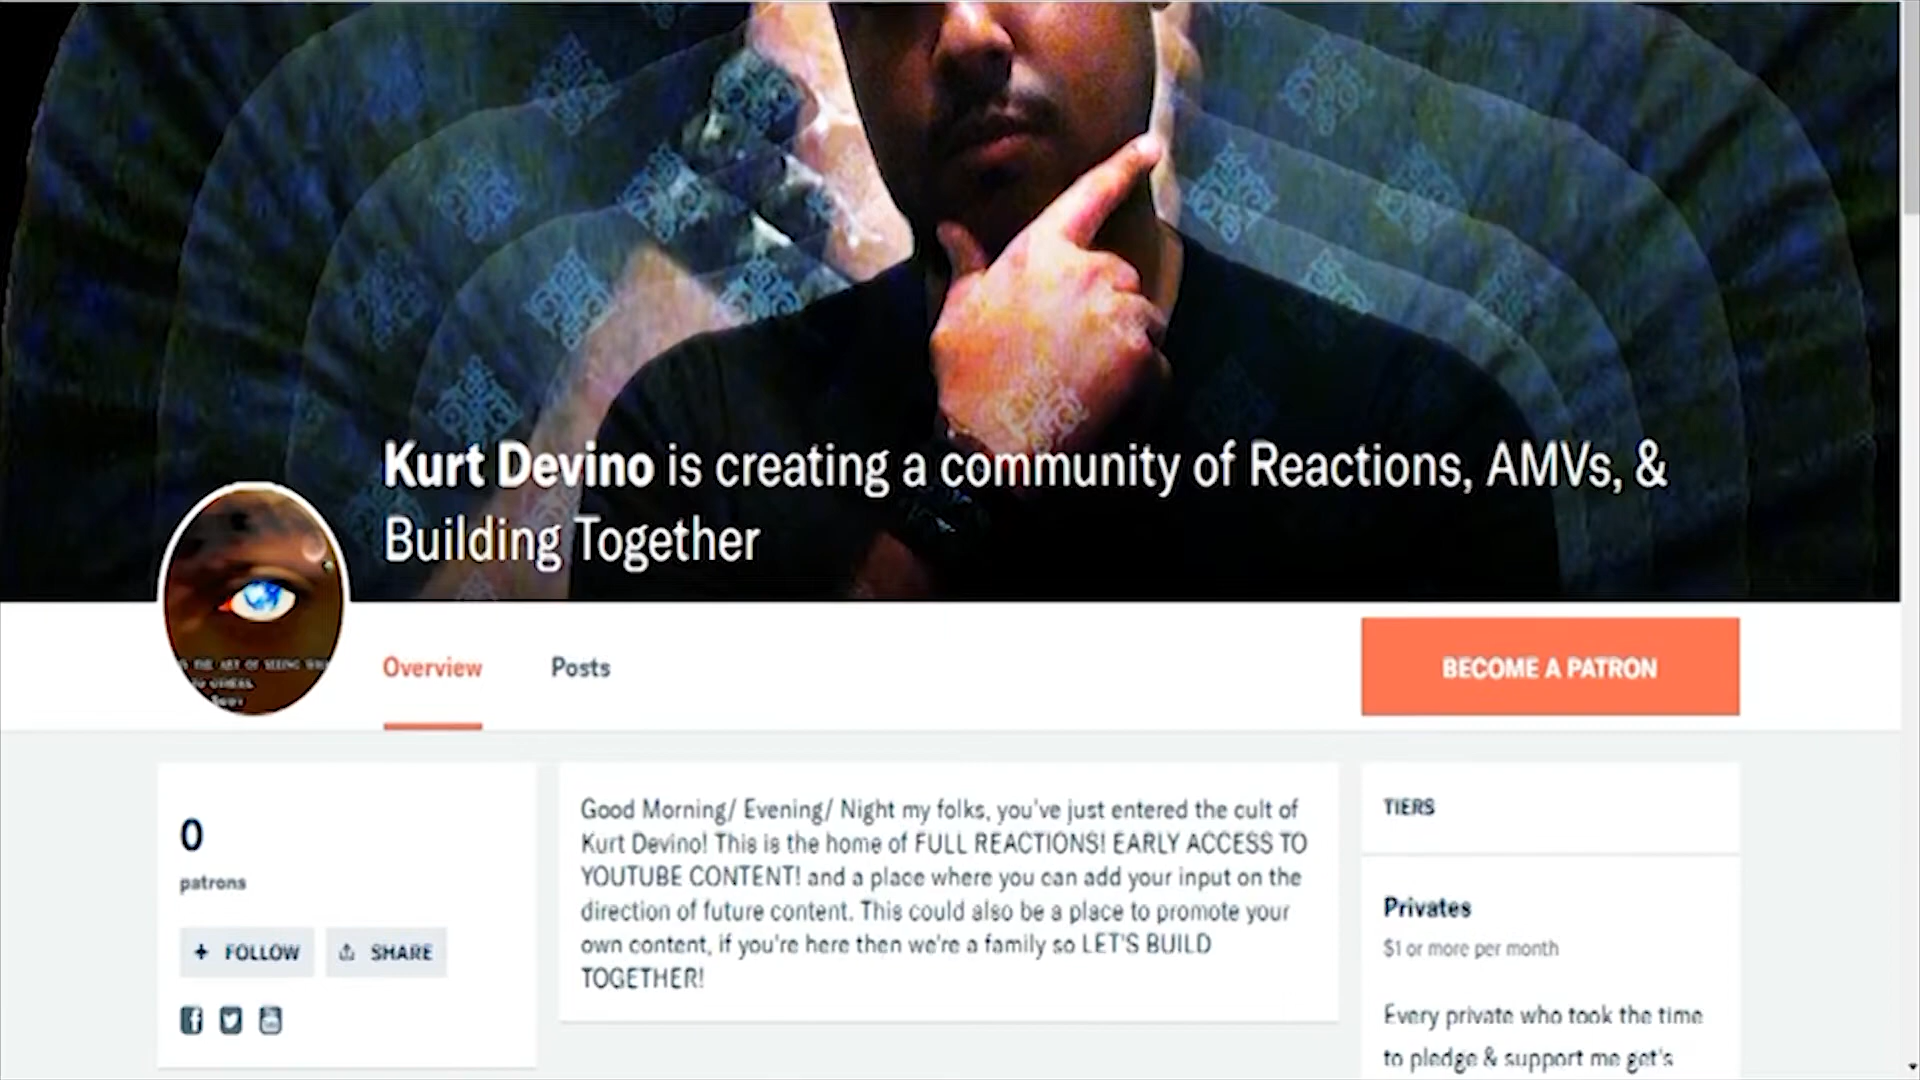 Kurt Devino is creating a community of Reactions, AMVs, &
Building Together
Overview
Posts
BECOME A PATRON
0
patrons
+ FOLLOW
SHARE
Good Morning/ Evening/ Night my folks, you've just entered the cult of
Kurt Devino! This is the home of FULL REACTIONS! EARLY ACCESS TO
YOUTUBE CONTENT! and a place where you can add your input on the
direction of future content. This could also be a place to promote your
own content, if you're here then we're a family so LET'S BUILD
TOGETHER!
TIERS
Privates
$1 or more per month
Every private who took the time
to pledge & support me get's